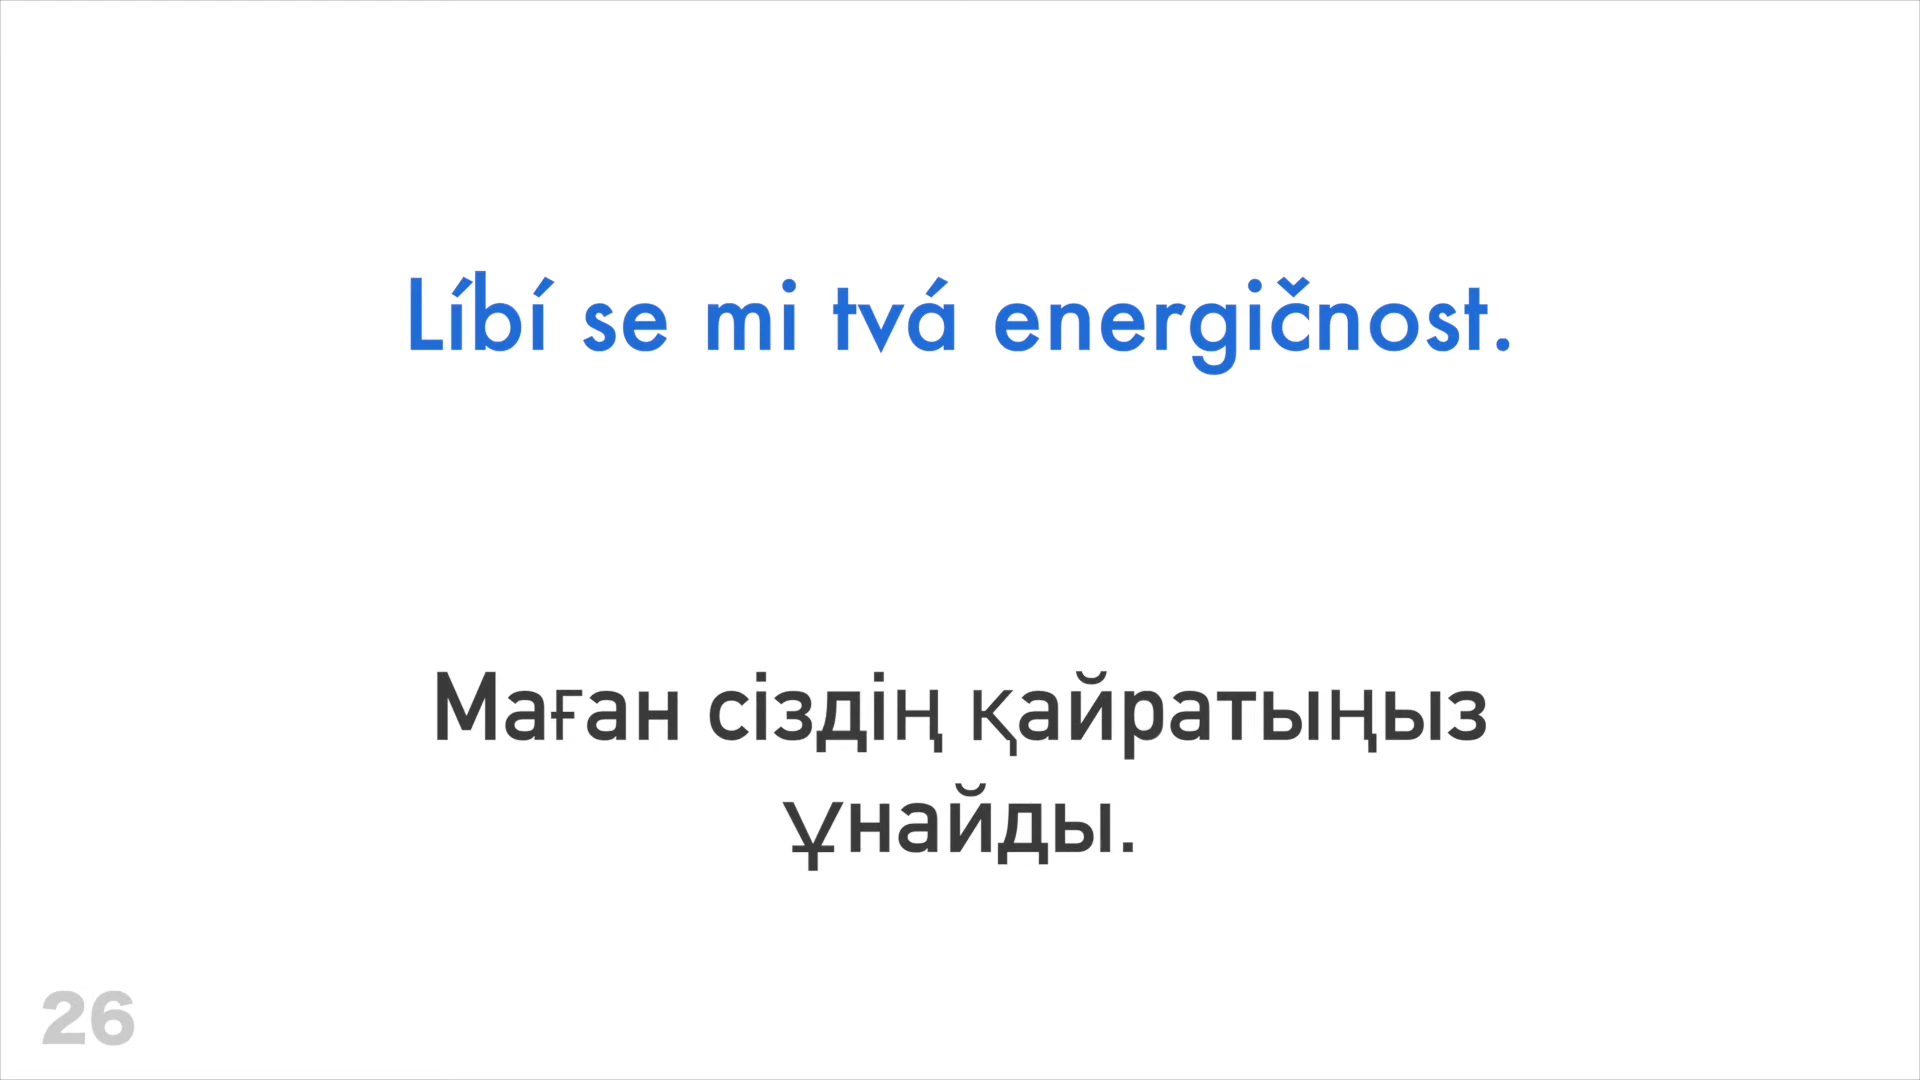 Líbí se mi tvá energičnost.
Маған сіздің қайратыңыз
ұнайды.
26